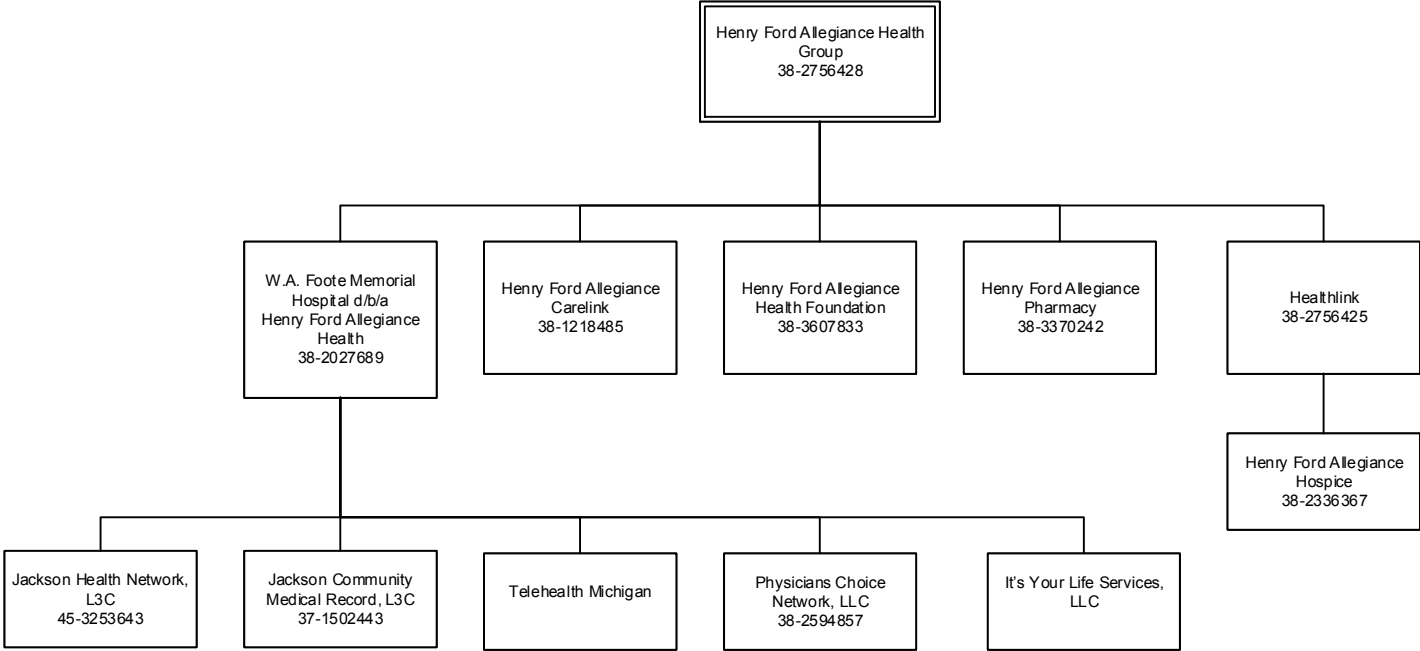 Henry Ford Allegiance Health
Group
38-2756428
W.A. Foote Memorial
Hospital d/b/a
Henry Ford Allegiance
Health
38-2027689
Henry Ford Allegiance
Carelink
38-1218485
Henry Ford Allegiance
Health Foundation
38-3607833
Henry Ford Allegiance
Pharmacy
38-3370242
Healthlink
38-2756425
Henry Ford Allegiance
Hospice
38-2336367
Jackson Health Network,
L3C
45-3253643
Jackson Community
Medical Record, L3C
37-1502443
Telehealth Michigan
Physicians Choice
Network, LLC
38-2594857
It's Your Life Services,
LLC